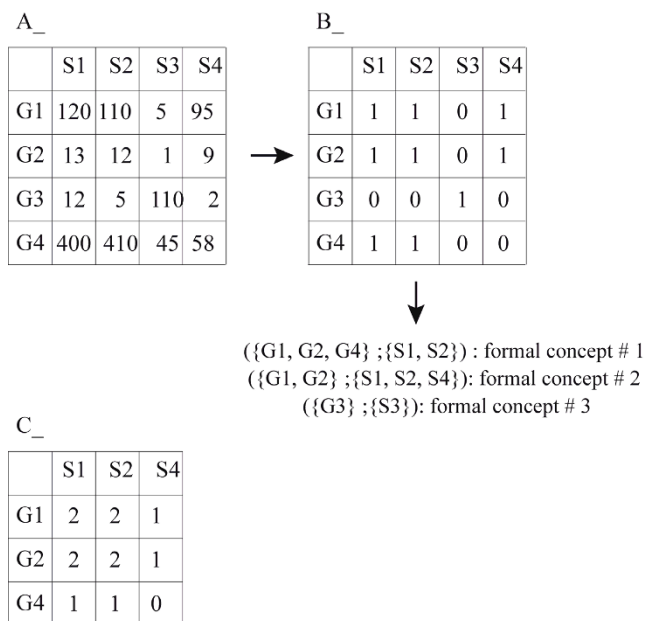 A_
S1 S2 S3 S4
G1 120 110 5 95
G2 13 12 1 9
G3 12 5 110 2
G4 400 410 45 58
B_
S1 S2 S3 S4
G1 1 1 0 1
G2 1 1 0 1
G3 0 0 1 0
G4 1 1 0 0
({G1, G2, G4} ;{S1, S2}) : formal concept # 1
({G1, G2} ;{S1, S2, S4}): formal concept # 2
({G3} ;{S3}): formal concept # 3
C_
S1 S2 S4
G1 2 2 1
G2 2 2 1
G4 1 1 0